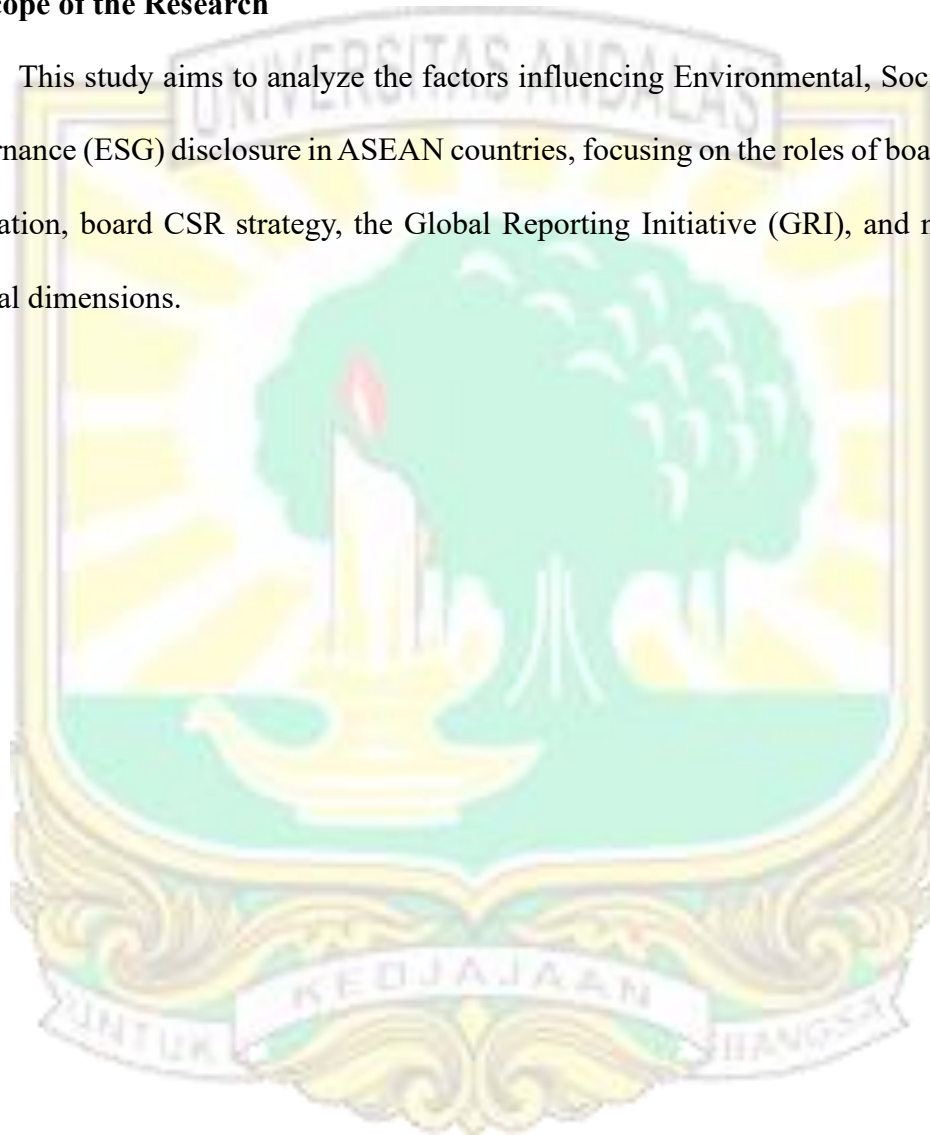 cope of the Research
This study aims to analyze the factors influencing Environmental, Soc
rnance (ESG) disclosure in ASEAN countries, focusing on the roles of boa
ation, board CSR strategy, the Global Reporting Initiative (GRI), and n
al dimensions.
UNIVERSITAS ANDALAS
KEDJAJAAN
UNTUK BANGSA